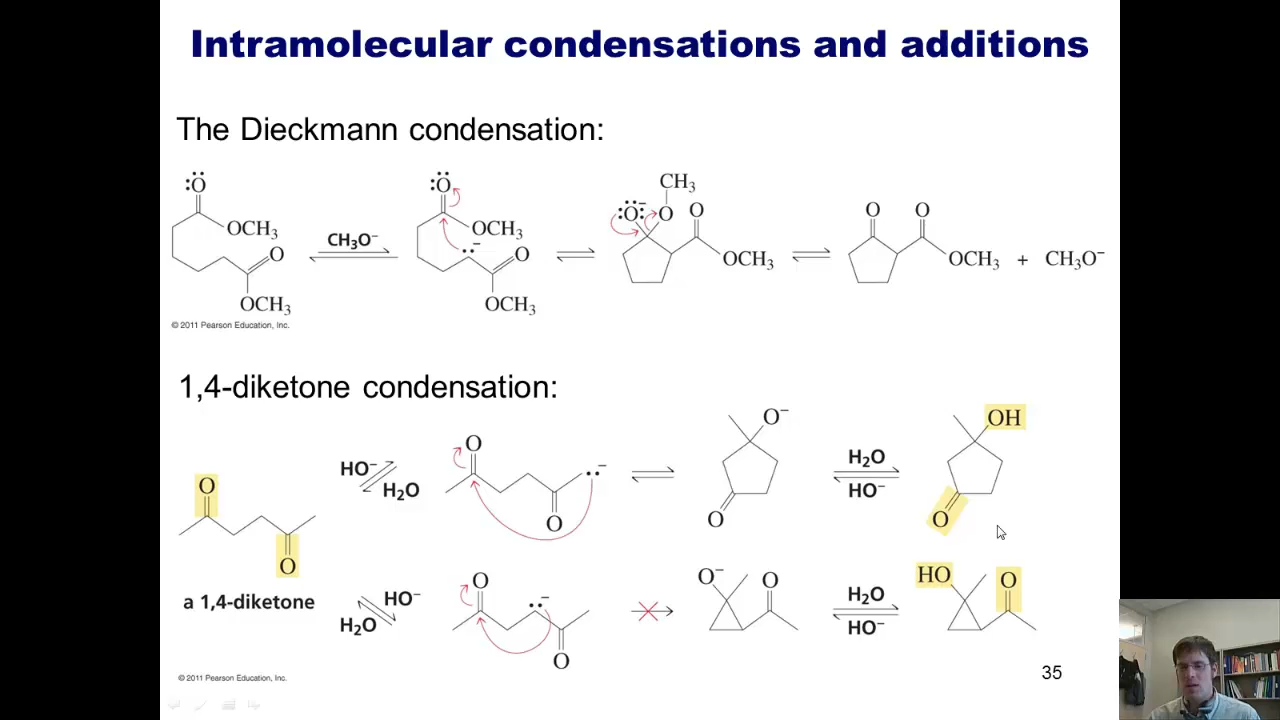 Intramolecular condensations and additions
The Dieckmann condensation:
:Ö
OCH₃
O
OCH₃
CH₃O⁻
:Ö
OCH₃
⁻
O
OCH₃
CH₃
:Ö:⁻
O
O
OCH₃
O
O
OCH₃ + CH₃O⁻
© 2011 Pearson Education, Inc.
1,4-diketone condensation:
O
O
a 1,4-diketone
HO⁻
H₂O
O
⁻
O
O⁻
O
H₂O
HO⁻
OH
O
HO⁻
H₂O
O
⁻
O
O⁻
O
H₂O
HO⁻
HO
O
© 2011 Pearson Education, Inc.
35